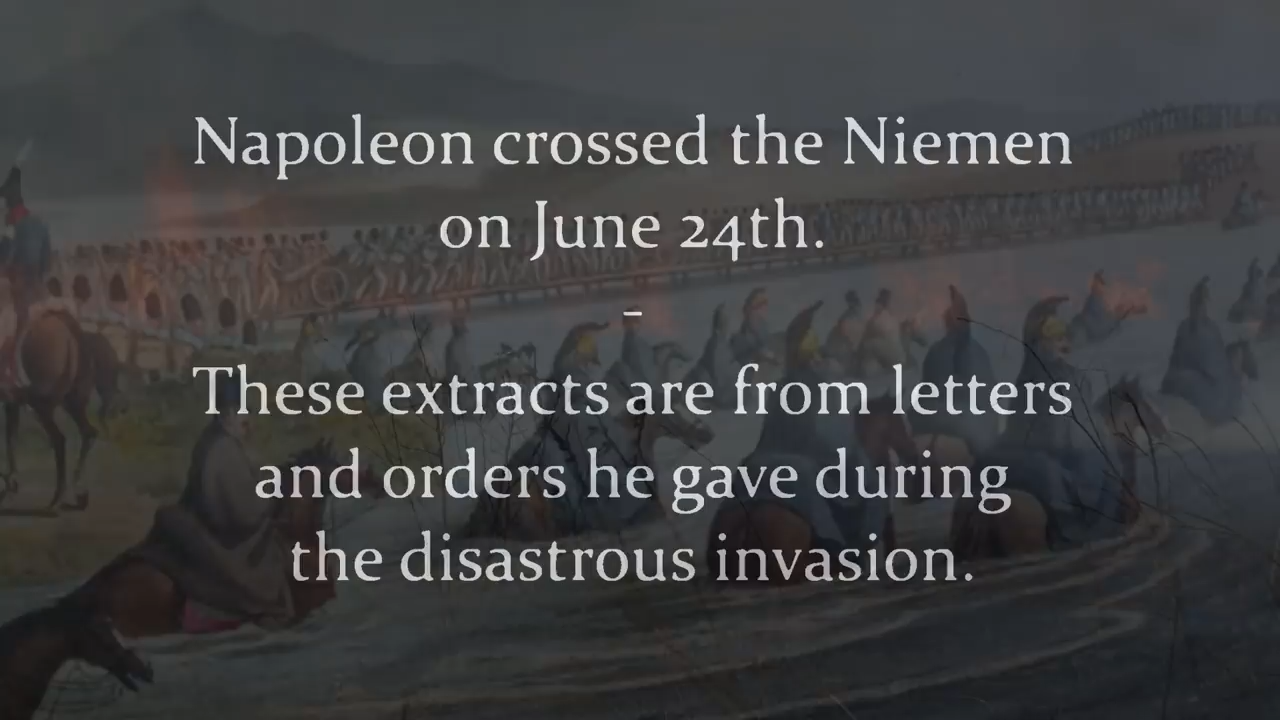 Napoleon crossed the Niemen
on June 24th.
-
These extracts are from letters
and orders he gave during
the disastrous invasion.